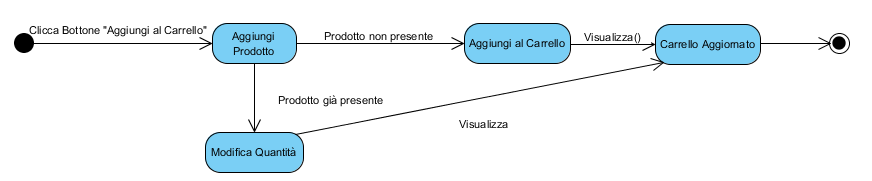 Clicca Bottone "Aggiungi al Carrello"
Aggiungi
Prodotto
Prodotto non presente
Aggiungi al Carrello
Visualizza()
Carrello Aggiornato
Prodotto già presente
Visualizza
Modifica Quantità